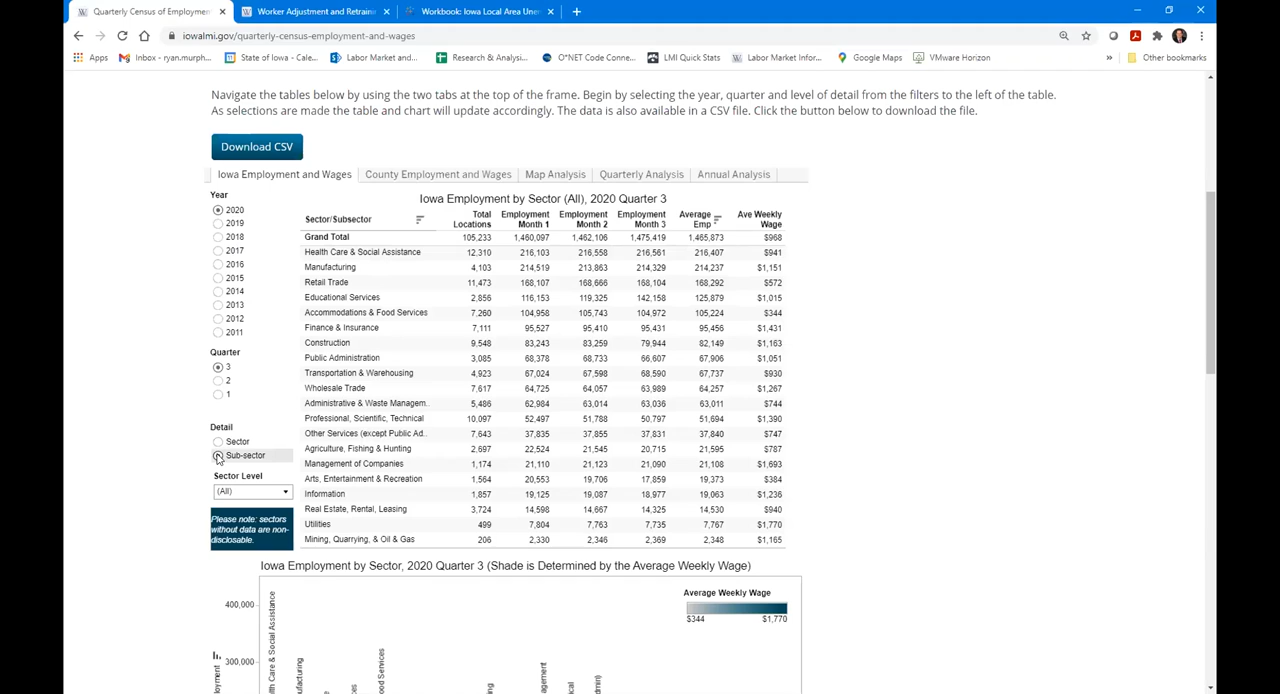 Quarterly Census of Employmen
Worker Adjustment and Retrainin
Workbook: Iowa Local Area Une
iowalmi.gov/quarterly-census-employment-and-wages
Apps
Inbox - ryan.murph...
State of Iowa - Cale...
Labor Market and...
Research & Analysi...
O*NET Code Conne...
LMI Quick Stats
Labor Market Infor...
Google Maps
VMware Horizon
»
Other bookmarks
Navigate the tables below by using the two tabs at the top of the frame. Begin by selecting the year, quarter and level of detail from the filters to the left of the table.
As selections are made the table and chart will update accordingly. The data is also available in a CSV file. Click the button below to download the file.
Download CSV
Iowa Employment and Wages
County Employment and Wages
Map Analysis
Quarterly Analysis
Annual Analysis
Year
2020
2019
2018
2017
2016
2015
2014
2013
2012
2011
Quarter
3
2
1
Detail
Sector
Sub-sector
Sector Level
(All)
Please note: sectors
without data are non-
disclosable.
Iowa Employment by Sector (All), 2020 Quarter 3
Sector/Subsector Total Locations Employment Month 1 Employment Month 2 Employment Month 3 Average Emp Ave Weekly Wage
Grand Total 105,233 1,460,097 1,462,106 1,475,419 1,465,873 $968
Health Care & Social Assistance 12,310 216,103 216,558 216,561 216,407 $941
Manufacturing 4,103 214,519 213,863 214,329 214,237 $1,151
Retail Trade 11,473 168,107 168,666 168,104 168,292 $572
Educational Services 2,856 116,153 119,325 142,158 125,879 $1,015
Accommodations & Food Services 7,260 104,958 105,743 104,972 105,224 $344
Finance & Insurance 7,111 95,527 95,410 95,431 95,456 $1,431
Construction 9,548 83,243 83,259 79,944 82,149 $1,163
Public Administration 3,085 68,378 68,733 66,607 67,906 $1,051
Transportation & Warehousing 4,923 67,024 67,598 68,590 67,737 $930
Wholesale Trade 7,617 64,725 64,057 63,989 64,257 $1,267
Administrative & Waste Managem.. 5,486 62,984 63,014 63,036 63,011 $744
Professional, Scientific, Technical 10,097 52,497 51,788 50,797 51,694 $1,390
Other Services (except Public Ad.. 7,643 37,835 37,855 37,831 37,840 $747
Agriculture, Fishing & Hunting 2,697 22,524 21,545 20,715 21,595 $787
Management of Companies 1,174 21,110 21,123 21,090 21,108 $1,693
Arts, Entertainment & Recreation 1,564 20,553 19,706 17,859 19,373 $384
Information 1,857 19,125 19,087 18,977 19,063 $1,236
Real Estate, Rental, Leasing 3,724 14,598 14,667 14,325 14,530 $940
Utilities 499 7,804 7,763 7,735 7,767 $1,770
Mining, Quarrying, & Oil & Gas 206 2,330 2,346 2,369 2,348 $1,165
Iowa Employment by Sector, 2020 Quarter 3 (Shade is Determined by the Average Weekly Wage)
Average Weekly Wage
$344 $1,770
400,000
300,000
lth Care & Social Assistance
nufacturing
ood Services
agement